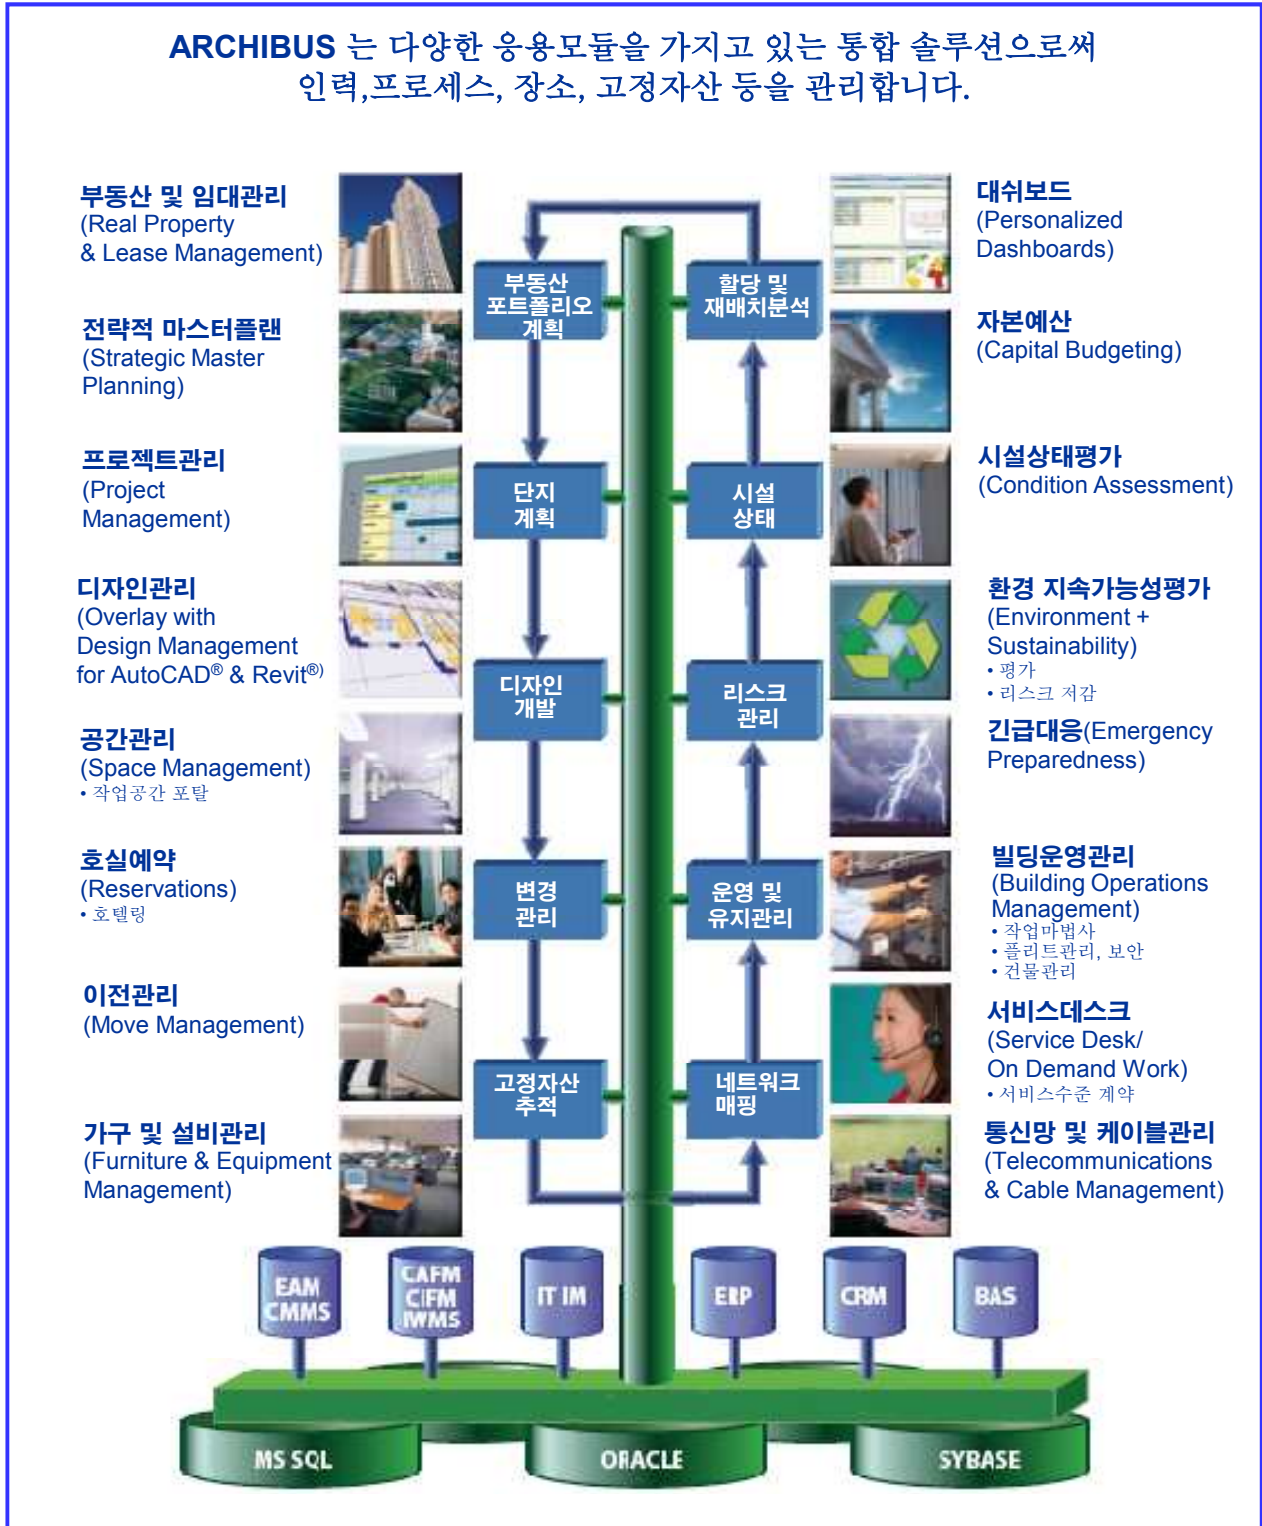 ARCHIBUS 는 다양한 응용모듈을 가지고 있는 통합 솔루션으로써
인력,프로세스, 장소, 고정자산 등을 관리합니다.
부동산 및 임대관리
(Real Property
& Lease Management)
전략적 마스터플랜
(Strategic Master
Planning)
프로젝트관리
(Project
Management)
디자인관리
(Overlay with
Design Management
for AutoCAD® & Revit®)
공간관리
(Space Management)
• 작업공간 포탈
호실예약
(Reservations)
• 호텔링
이전관리
(Move Management)
가구 및 설비관리
(Furniture & Equipment
Management)
부동산
포트폴리오
계획
단지
계획
디자인
개발
변경
관리
고정자산
추적
할당 및
재배치분석
시설
상태
리스크
관리
운영 및
유지관리
네트워크
매핑
대쉬보드
(Personalized
Dashboards)
자본예산
(Capital Budgeting)
시설상태평가
(Condition Assessment)
환경 지속가능성평가
(Environment +
Sustainability)
• 평가
• 리스크 저감
긴급대응(Emergency
Preparedness)
빌딩운영관리
(Building Operations
Management)
• 작업마법사
• 플리트관리, 보안
• 건물관리
서비스데스크
(Service Desk/
On Demand Work)
• 서비스수준 계약
통신망 및 케이블관리
(Telecommunications
& Cable Management)
EAM
CMMS
CAFM
CIFM
IWMS
IT IM
ERP
CRM
BAS
MS SQL
ORACLE
SYBASE